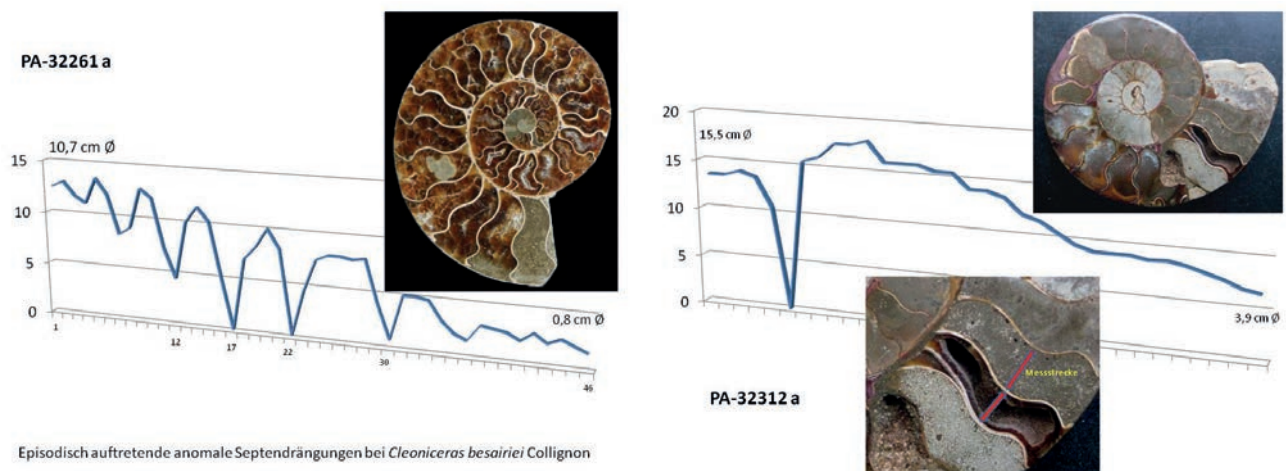 PA-32261 a
10,7 cm Ø
15
10
5
0
1
12
17
22
30
46
0,8 cm Ø
20
15
10
5
0
15,5 cm Ø
3,9 cm Ø
Messstrecke
PA-32312 a
Episodisch auftretende anomale Septendrängungen bei Cleoniceras besairiei Collignon